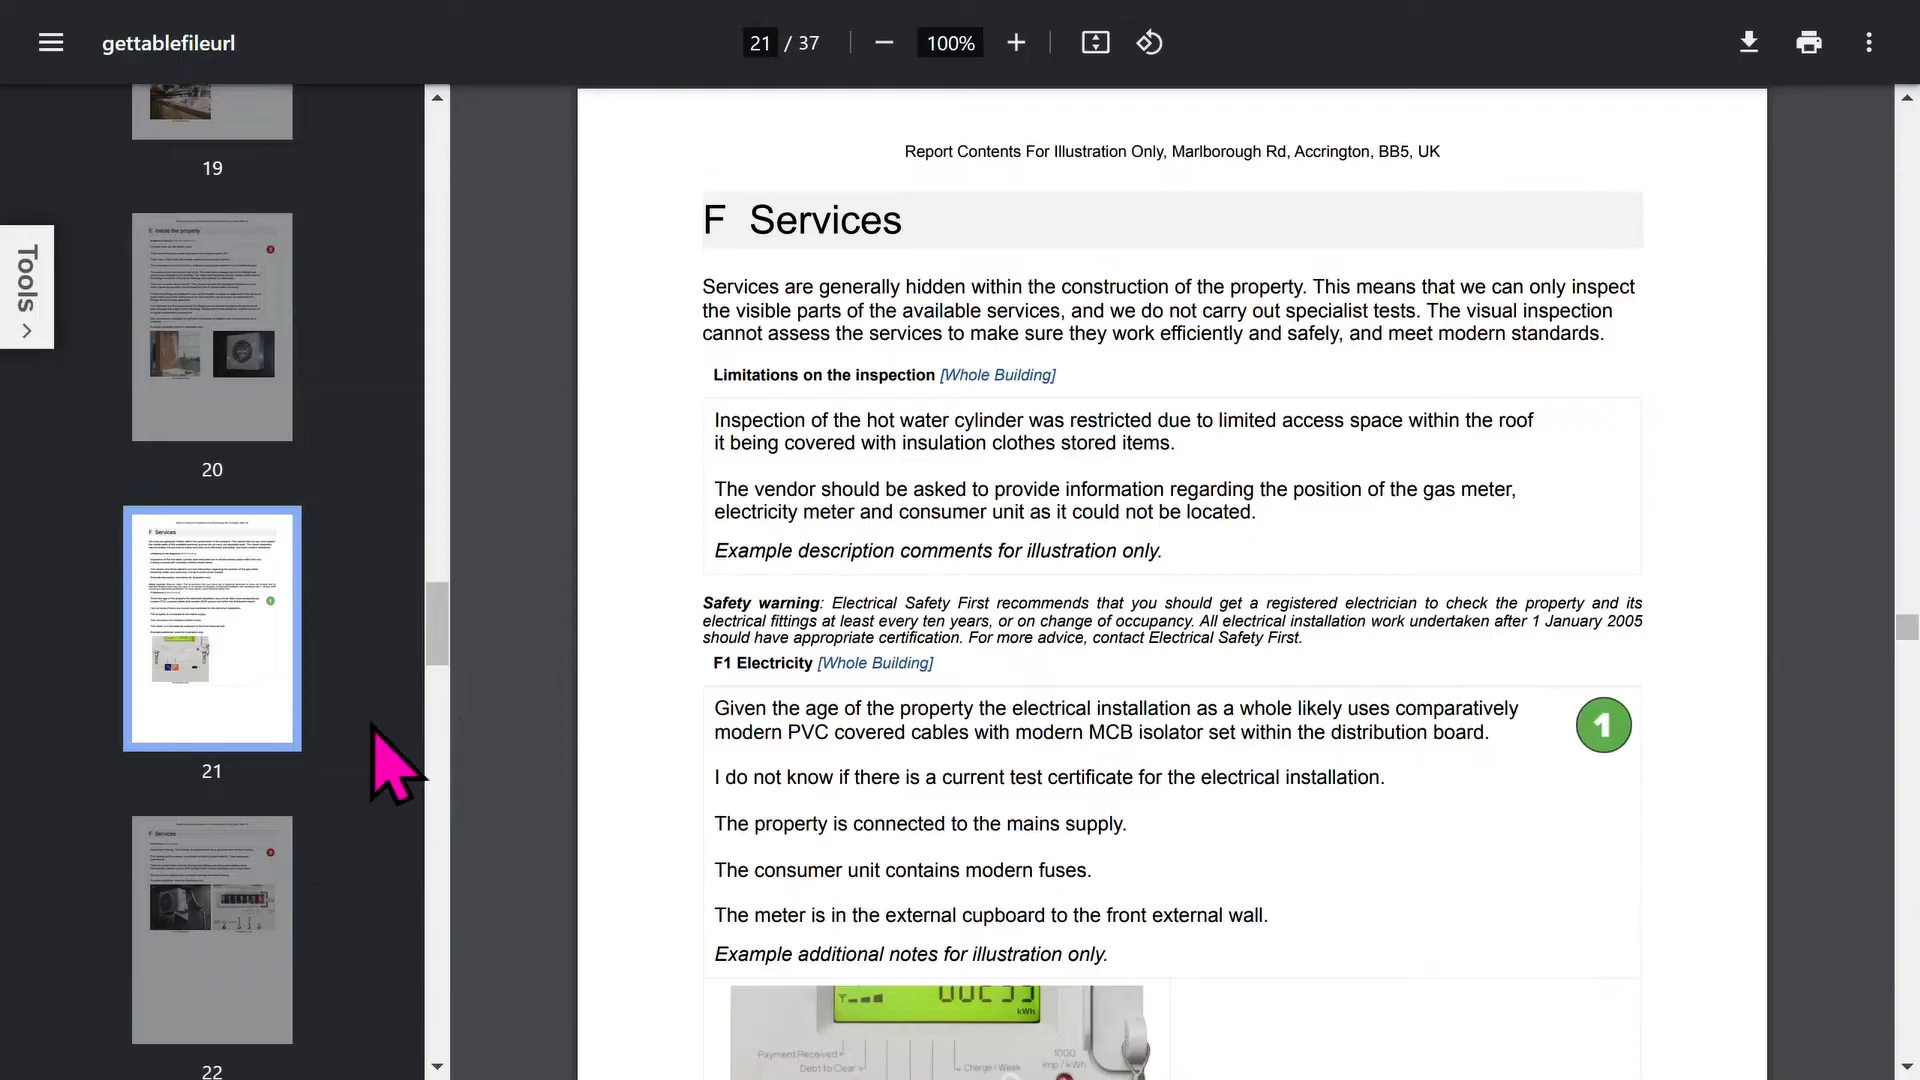 gettablefileurl
21 / 37
100%
Tools
19
20
21
22
Report Contents For Illustration Only, Marlborough Rd, Accrington, BB5, UK
F Services
Services are generally hidden within the construction of the property. This means that we can only inspect
the visible parts of the available services, and we do not carry out specialist tests. The visual inspection
cannot assess the services to make sure they work efficiently and safely, and meet modern standards.
Limitations on the inspection [Whole Building]
Inspection of the hot water cylinder was restricted due to limited access space within the roof
it being covered with insulation clothes stored items.
The vendor should be asked to provide information regarding the position of the gas meter,
electricity meter and consumer unit as it could not be located.
Example description comments for illustration only.
Safety warning: Electrical Safety First recommends that you should get a registered electrician to check the property and its
electrical fittings at least every ten years, or on change of occupancy. All electrical installation work undertaken after 1 January 2005
should have appropriate certification. For more advice, contact Electrical Safety First.
F1 Electricity [Whole Building]
Given the age of the property the electrical installation as a whole likely uses comparatively
modern PVC covered cables with modern MCB isolator set within the distribution board.
1
I do not know if there is a current test certificate for the electrical installation.
The property is connected to the mains supply.
The consumer unit contains modern fuses.
The meter is in the external cupboard to the front external wall.
Example additional notes for illustration only.
kWh
Payment Received
Debt to Clear
Charge / Week
1000
imp / kWh